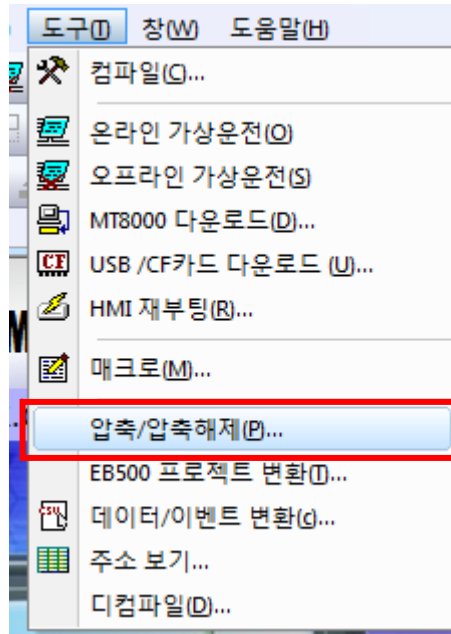 도구(T) 창(W) 도움말(H)
컴파일(C)...
온라인 가상운전(O)
오프라인 가상운전(S)
MT8000 다운로드(D)...
USB /CF카드 다운로드 (U)...
HMI 재부팅(R)...
매크로(M)...
압축/압축해제(P)...
EB500 프로젝트 변환(T)...
데이터/이벤트 변환(c)...
주소 보기...
디컴파일(D)...